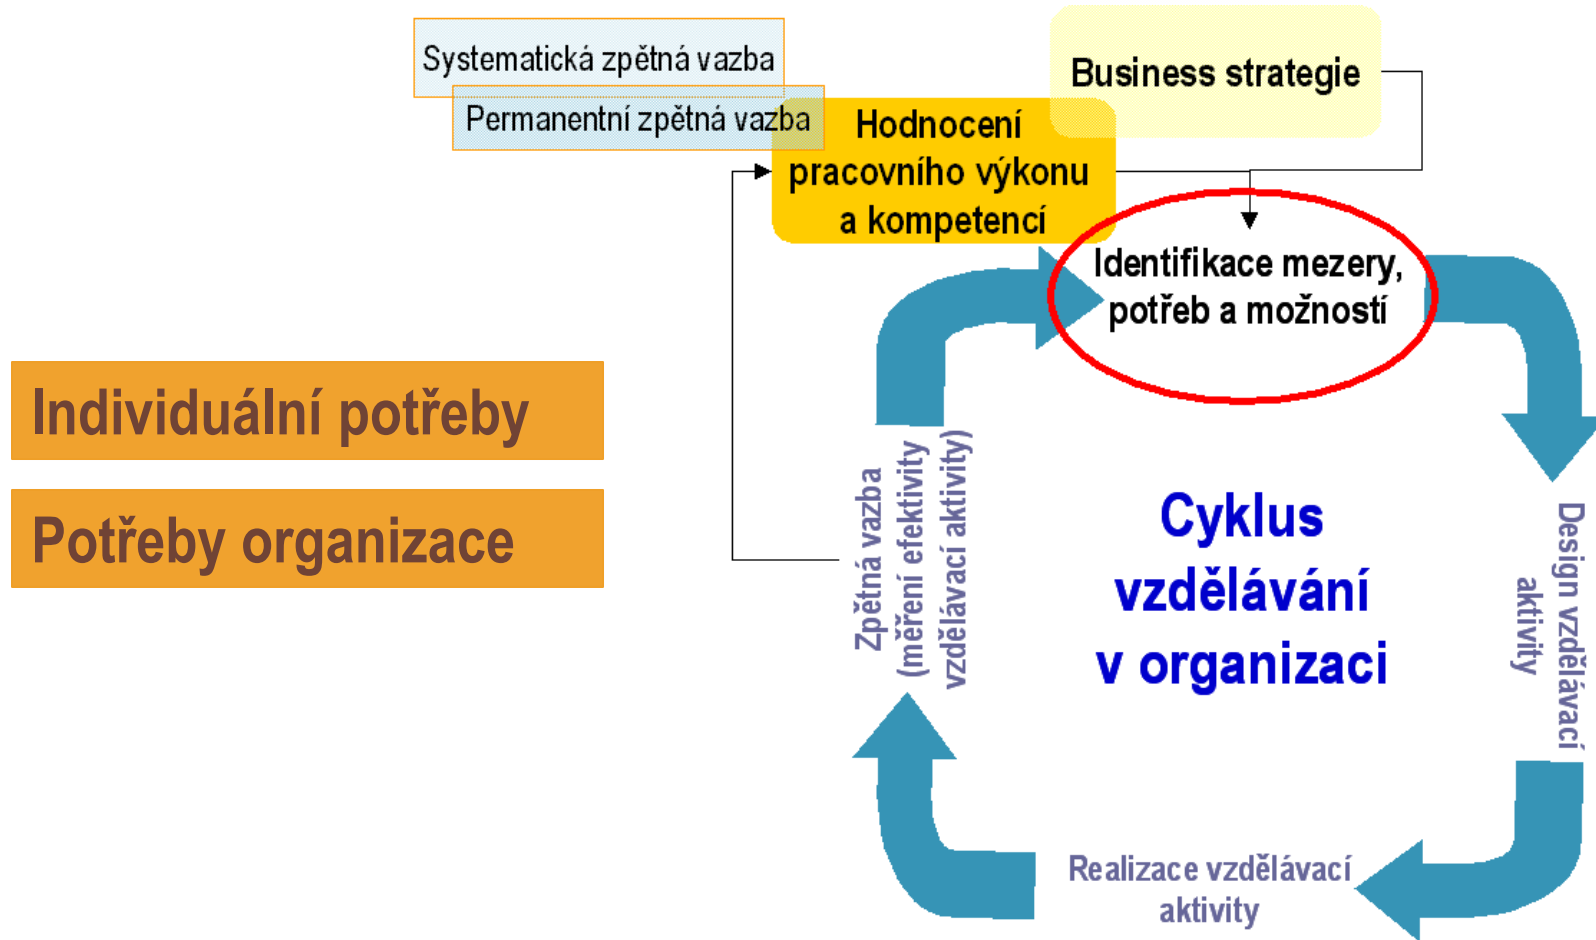 Systematická zpětná vazba
Permanentní zpětná vazba
Business strategie
Hodnocení
pracovního výkonu
a kompetencí
Identifikace mezery,
potřeb a možností
Individuální potřeby
Potřeby organizace
Cyklus
vzdělávání
v organizaci
Design vzdělávací
aktivity
Realizace vzdělávací
aktivity
Zpětná vazba
(měření efektivity
vzdělávací aktivity)